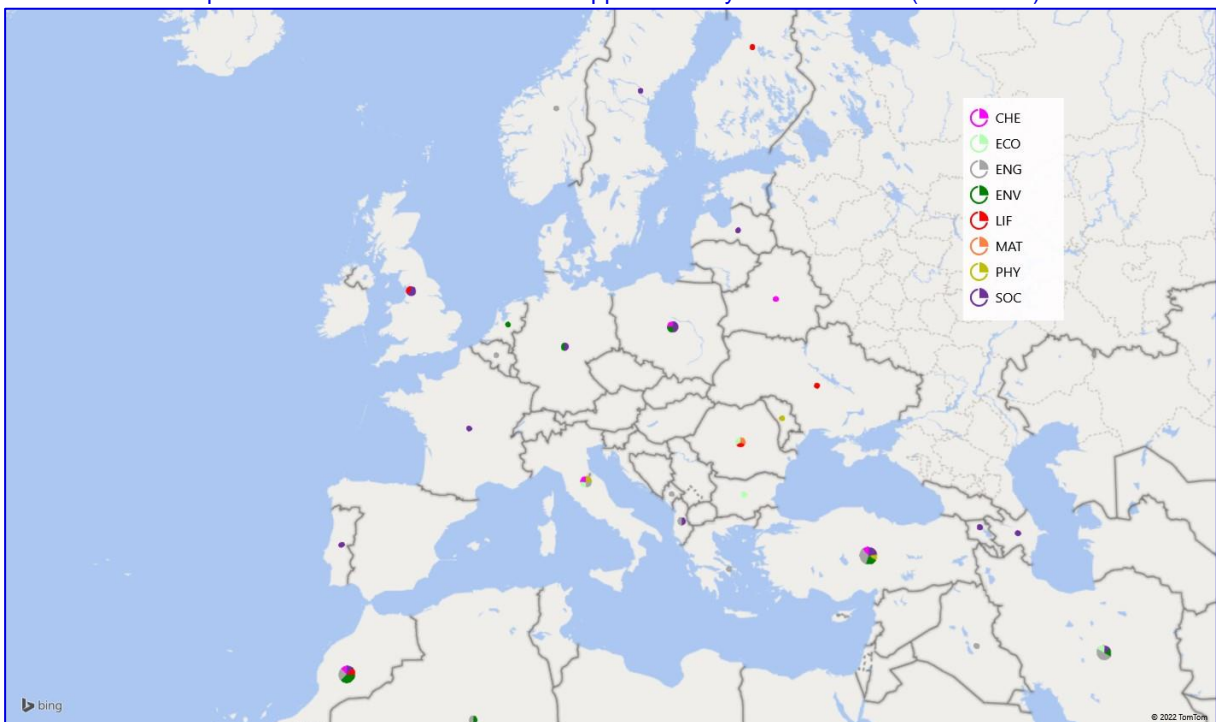 CHE
ECO
ENG
ENV
LIF
MAT
PHY
SOC
bing
© 2022 TomTom